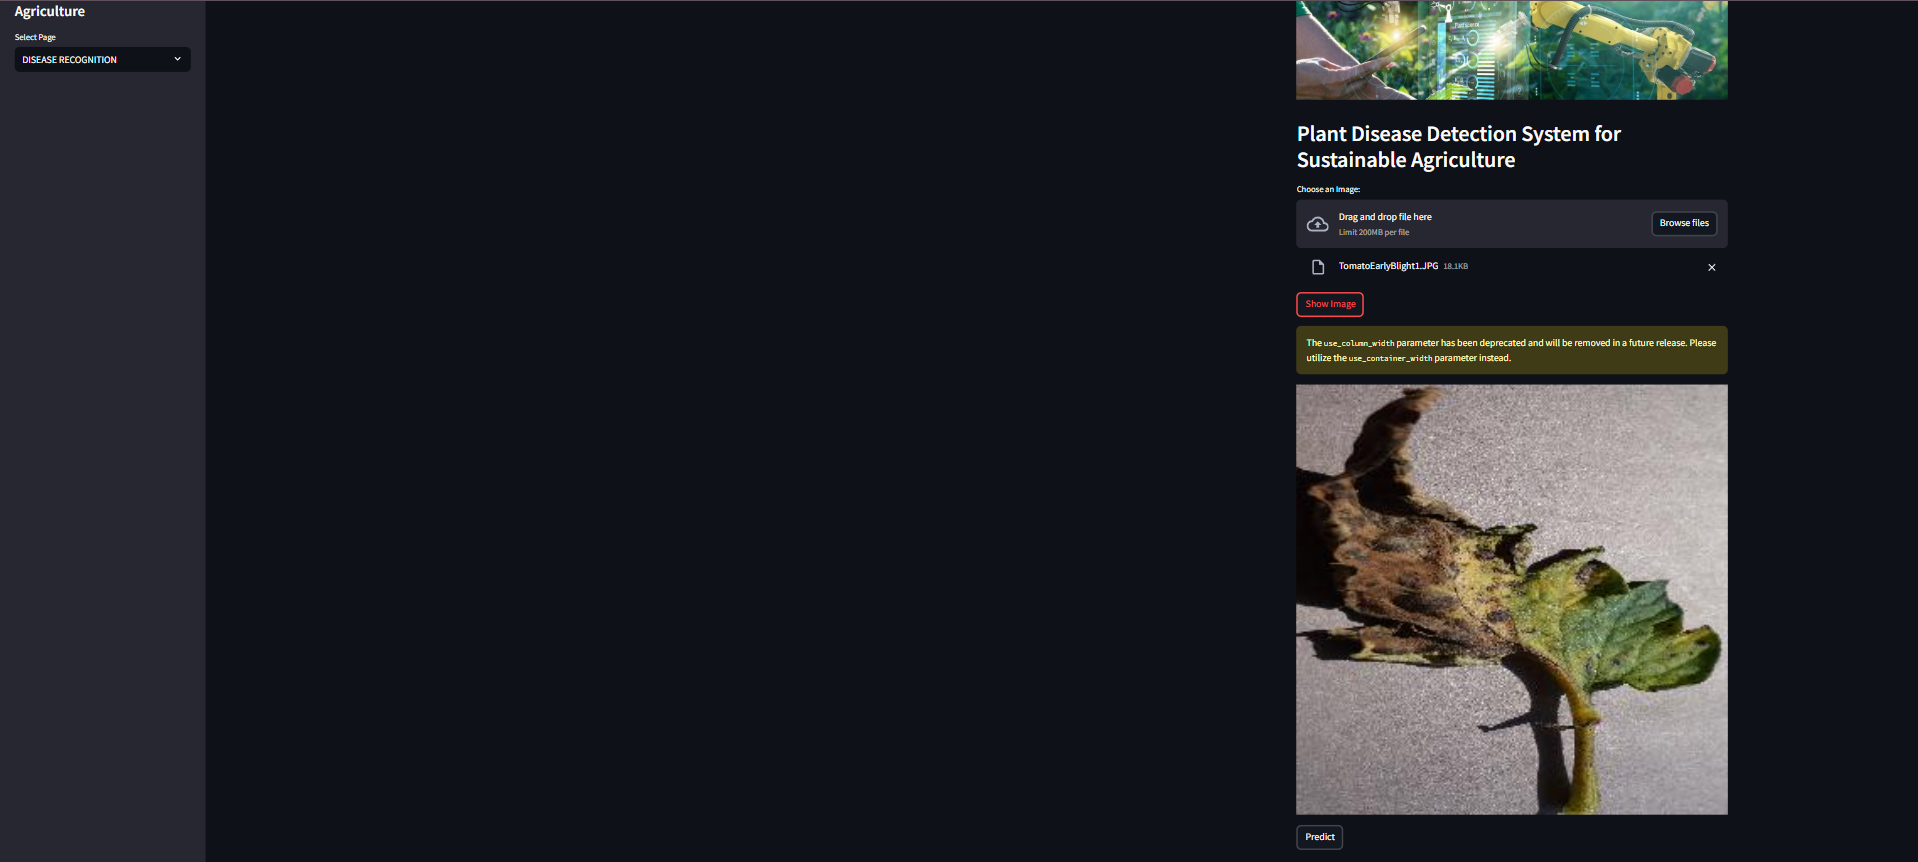 Agriculture
Select Page
DISEASE RECOGNITION
Plant Disease Detection System for
Sustainable Agriculture
Choose an Image:
Drag and drop file here
Limit 200MB per file
Browse files
TomatoEarlyBlight1.JPG 18.1KB
Show Image
The use_column_width parameter has been deprecated and will be removed in a future release. Please
utilize the use_container_width parameter instead.
Predict